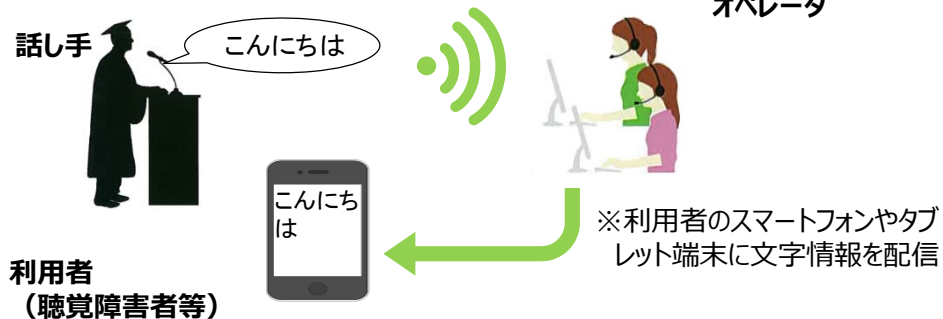 オペレータ
話し手
こんにちは
こんにち
は
※利用者のスマートフォンやタブ
レット端末に文字情報を配信
利用者
（聴覚障害者等）